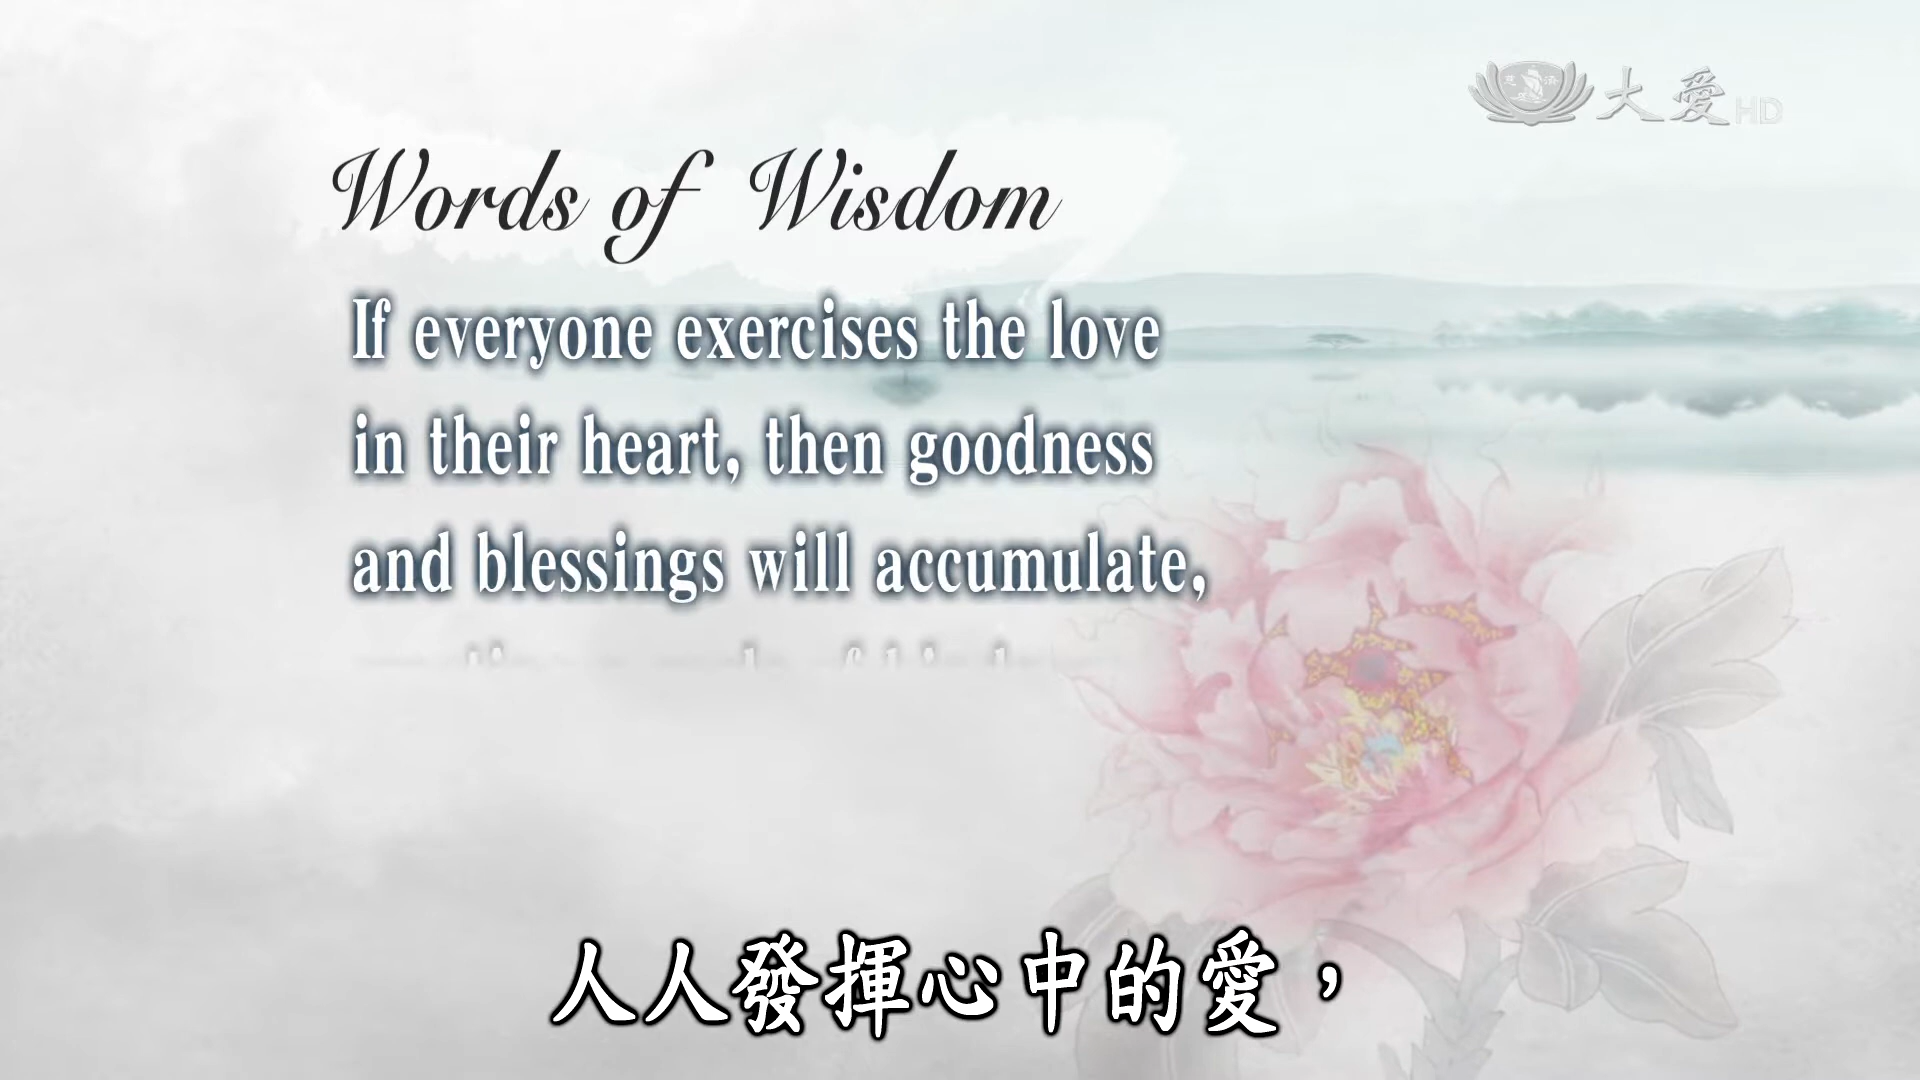 大愛HD
Words of Wisdom
If everyone exercises the love
in their heart, then goodness
and blessings will accumulate,
人人發揮心中的愛，